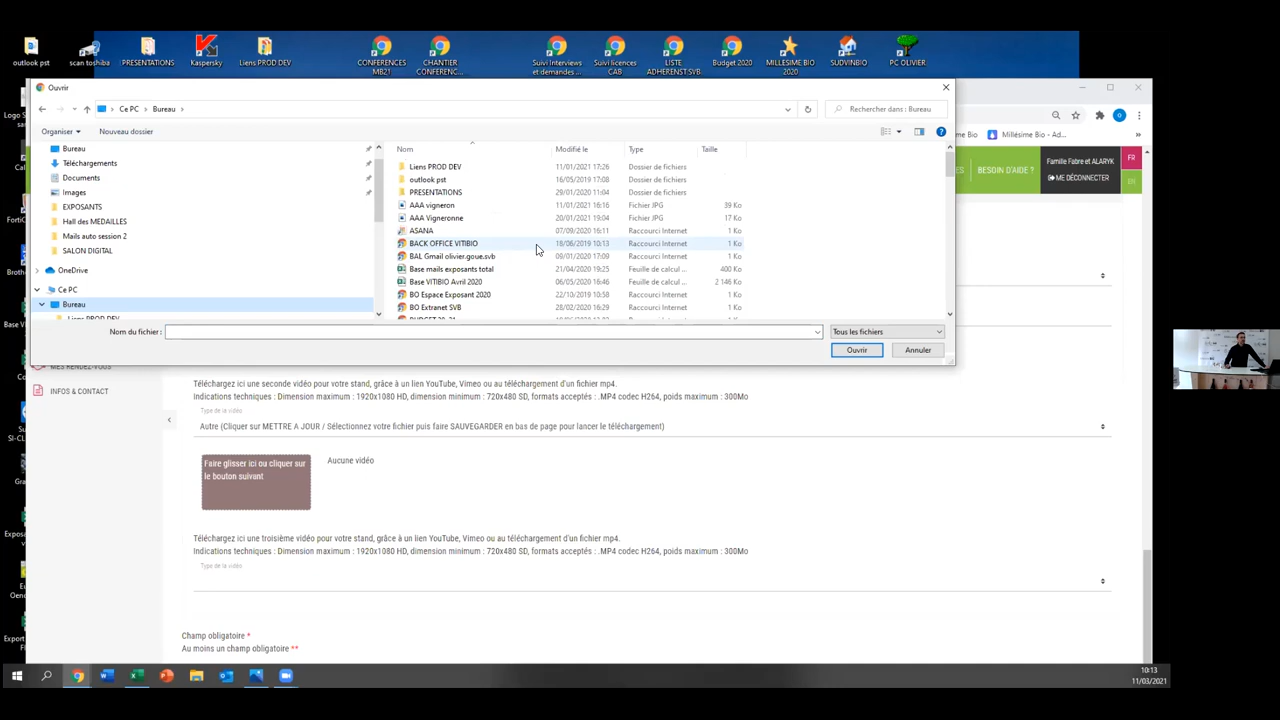 outlook pst
scan toshiba
PRESENTATIONS
Kaspersky
Liens PROD DEV
CONFERENCES MB21
CHANTIER CONFERENC...
Suivi Interviews et demandes ...
Suivi licences CAB
LISTE ADHERENST.SVB
Budget 2020
MILLESIME BIO 2020
SUDVINBIO
PC OLIVIER
Ouvrir
Ce PC
Bureau
Rechercher dans : Bureau
Organiser
Nouveau dossier
Bureau
Téléchargements
Documents
Images
EXPOSANTS
Hall des MEDAILLES
Mails auto session 2
SALON DIGITAL
OneDrive
Ce PC
Bureau
Liens PROD DEV
Nom Modifié le Type Taille
Liens PROD DEV 11/01/2021 17:26 Dossier de fichiers
outlook pst 16/05/2019 17:08 Dossier de fichiers
PRESENTATIONS 29/01/2020 11:04 Dossier de fichiers
AAA vigneron 11/01/2021 16:16 Fichier JPG 39 Ko
AAA Vigneronne 20/01/2021 19:04 Fichier JPG 17 Ko
ASANA 07/09/2020 16:11 Raccourci Internet 1 Ko
BACK OFFICE VITIBIO 18/06/2019 10:13 Raccourci Internet 1 Ko
BAL Gmail olivier.goue.svb 09/01/2020 17:09 Raccourci Internet 1 Ko
Base mails exposants total 21/04/2020 19:25 Feuille de calcul ... 400 Ko
Base VITIBIO Avril 2020 06/05/2020 16:46 Feuille de calcul ... 2 146 Ko
BO Espace Exposant 2020 22/10/2019 10:58 Raccourci Internet 1 Ko
BO Extranet SVB 28/02/2020 16:29 Raccourci Internet 1 Ko
Nom du fichier :
Tous les fichiers
Ouvrir
Annuler
Millésime Bio - Ad...
BESOIN D'AIDE ?
Famille Fabre et ALARYK
ME DÉCONNECTER
FR
MES RENDEZ-VOUS
INFOS & CONTACT
Téléchargez ici une seconde vidéo pour votre stand, grâce à un lien YouTube, Vimeo ou au téléchargement d'un fichier mp4.
Indications techniques : Dimension maximum : 1920x1080 HD, dimension minimum : 720x480 SD, formats acceptés : .MP4 codec H264, poids maximum : 300Mo
Type de la vidéo
Autre (Cliquer sur METTRE A JOUR / Sélectionnez votre fichier puis faire SAUVEGARDER en bas de page pour lancer le téléchargement)
Faire glisser ici ou cliquer sur
le bouton suivant
Aucune vidéo
Téléchargez ici une troisième vidéo pour votre stand, grâce à un lien YouTube, Vimeo ou au téléchargement d'un fichier mp4.
Indications techniques : Dimension maximum : 1920x1080 HD, dimension minimum : 720x480 SD, formats acceptés : .MP4 codec H264, poids maximum : 300Mo
Type de la vidéo
Champ obligatoire *
Au moins un champ obligatoire **
10:13
11/03/2021